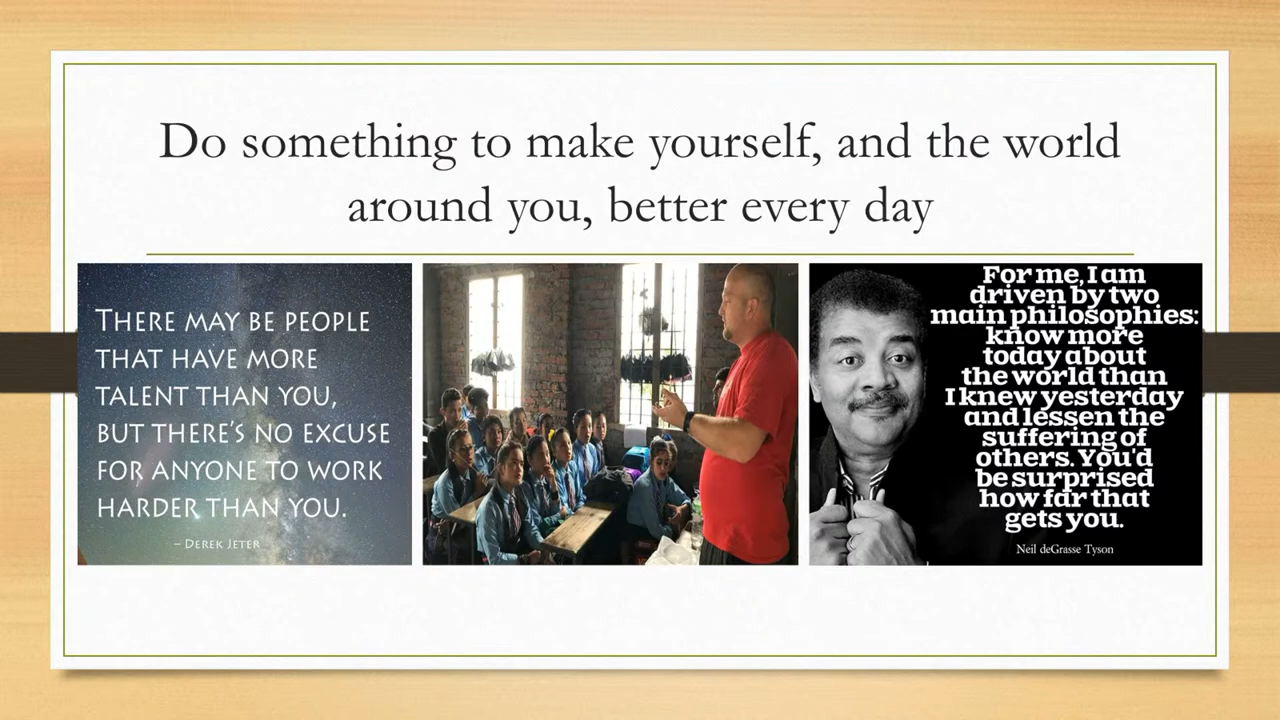 Do something to make yourself, and the world
around you, better every day
THERE MAY BE PEOPLE
THAT HAVE MORE
TALENT THAN YOU,
BUT THERE'S NO EXCUSE
FOR ANYONE TO WORK
HARDER THAN YOU.
– DEREK JETER
For me, I am
driven by two
main philosophies:
know more
today about
the world than
I knew yesterday
and lessen the
suffering of
others. You'd
be surprised
how far that
gets you.
Neil deGrasse Tyson